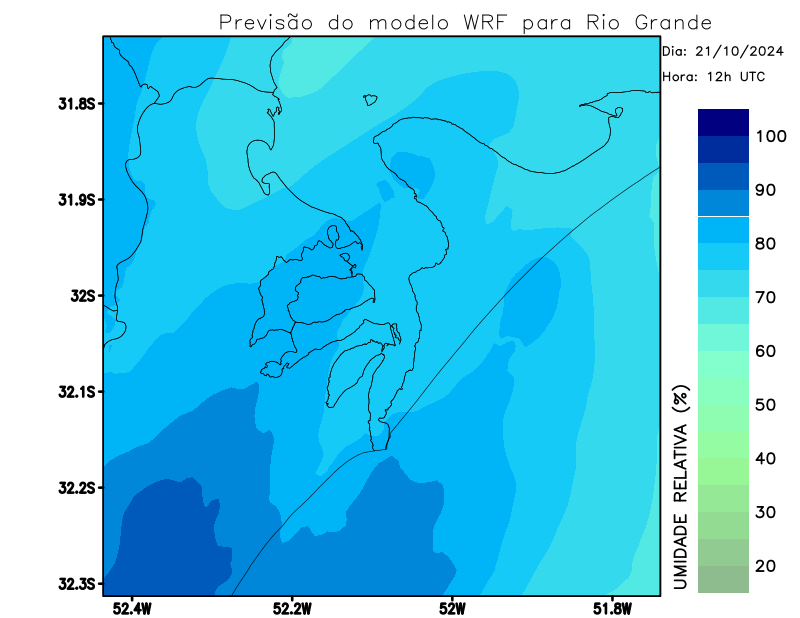 Previsão do modelo WRF para Rio Grande
Dia: 21/10/2024
Hora: 12h UTC
31.8S
31.9S
32S
32.1S
32.2S
32.3S
52.4W
52.2W
52W
51.8W
100
90
80
70
60
50
40
30
20
UMIDADE RELATIVA (%)